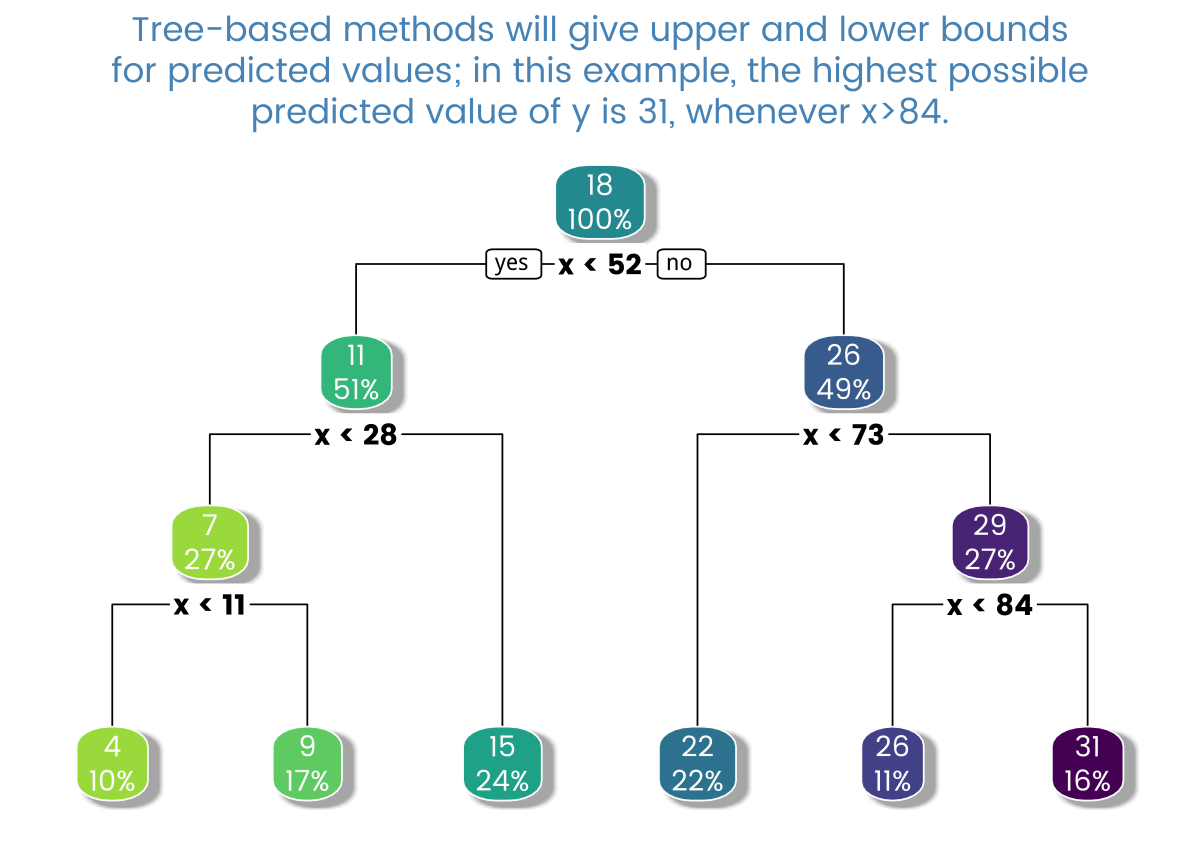 Tree-based methods will give upper and lower bounds
for predicted values; in this example, the highest possible
predicted value of y is 31, whenever x>84.
18
100%
yes x < 52 no
11
51%
26
49%
x < 28
x < 73
7
27%
29
27%
x < 11
x < 84
4
10%
9
17%
15
24%
22
22%
26
11%
31
16%